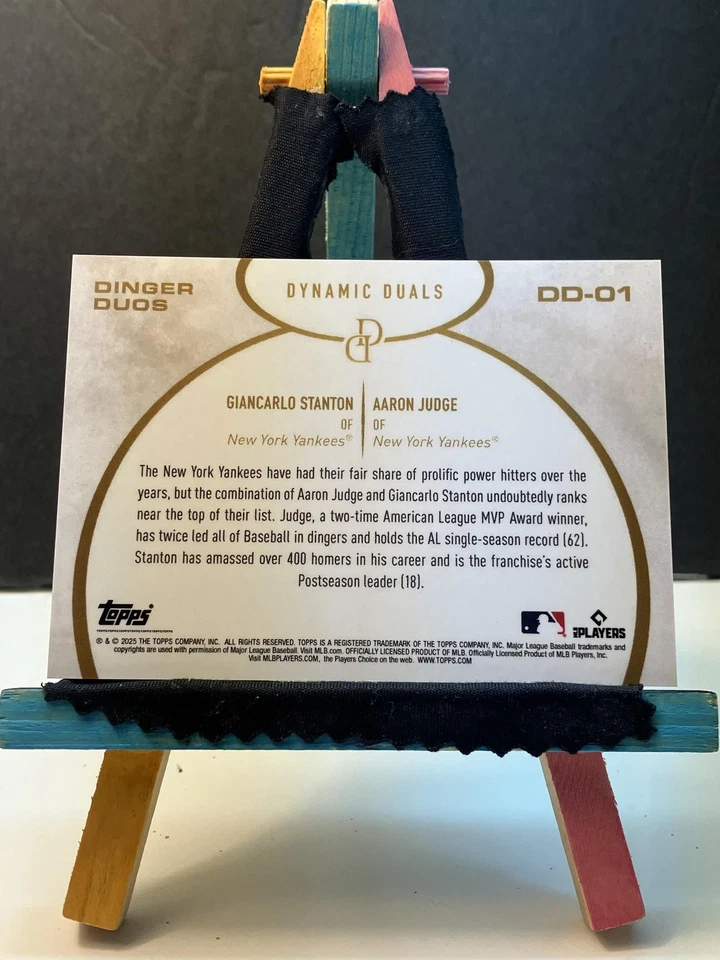 DINGER
DUOS
DYNAMIC DUALS
DD-01
DD
GIANCARLO STANTON
OF
New York Yankees®
AARON JUDGE
OF
New York Yankees®
The New York Yankees have had their fair share of prolific power hitters over the
years, but the combination of Aaron Judge and Giancarlo Stanton undoubtedly ranks
near the top of their list. Judge, a two-time American League MVP Award winner,
has twice led all of Baseball in dingers and holds the AL single-season record (62).
Stanton has amassed over 400 homers in his career and is the franchise's active
Postseason leader (18).
topps®
MLB PLAYERS
® & © 2025 THE TOPPS COMPANY, INC. ALL RIGHTS RESERVED. TOPPS IS A REGISTERED TRADEMARK OF THE TOPPS COMPANY, INC. Major League Baseball trademarks and
copyrights are used with permission of Major League Baseball. Visit MLB.com. OFFICIALLY LICENSED PRODUCT OF MLB. Officially Licensed Product of MLB Players, Inc.
Visit MLBPLAYERS.COM, the Players Choice on the web. WWW.TOPPS.COM